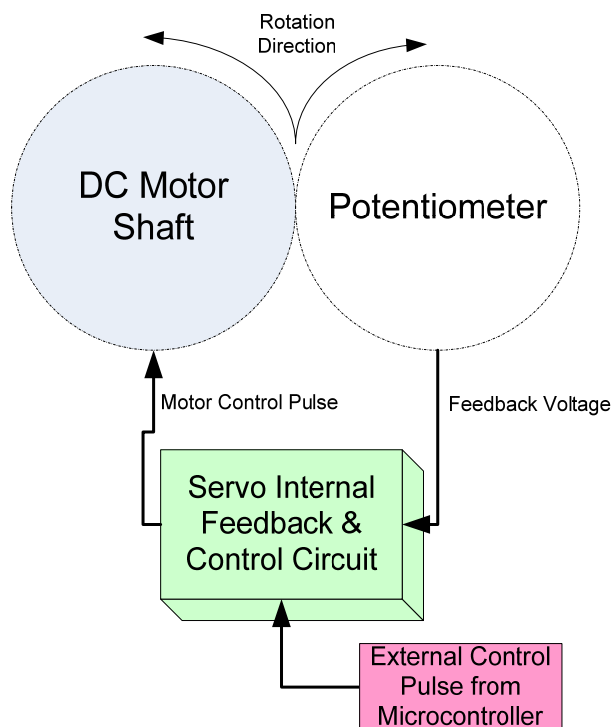 Rotation
Direction
DC Motor
Shaft
Potentiometer
Motor Control Pulse
Feedback Voltage
Servo Internal
Feedback &
Control Circuit
External Control
Pulse from
Microcontroller